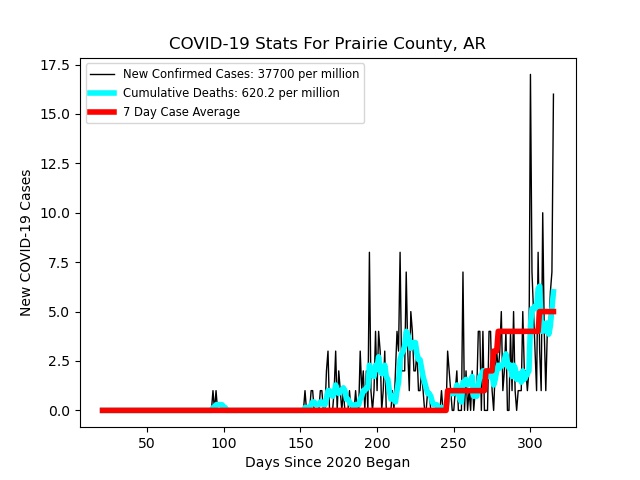 COVID-19 Stats For Prairie County, AR
New Confirmed Cases: 37700 per million
Cumulative Deaths: 620.2 per million
7 Day Case Average
New COVID-19 Cases
17.5
15.0
12.5
10.0
7.5
5.0
2.5
0.0
50 100 150 200 250 300
Days Since 2020 Began